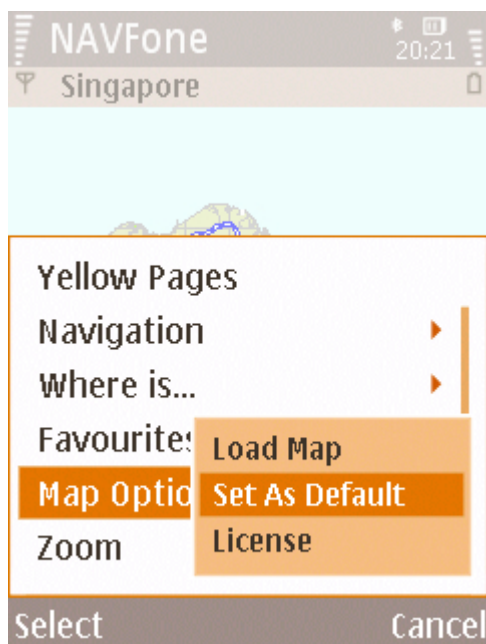 NAVFone
20:21
Singapore
Yellow Pages
Navigation
Where is...
Favourites
Load Map
Map Optio
Set As Default
Zoom
License
Select
Cancel